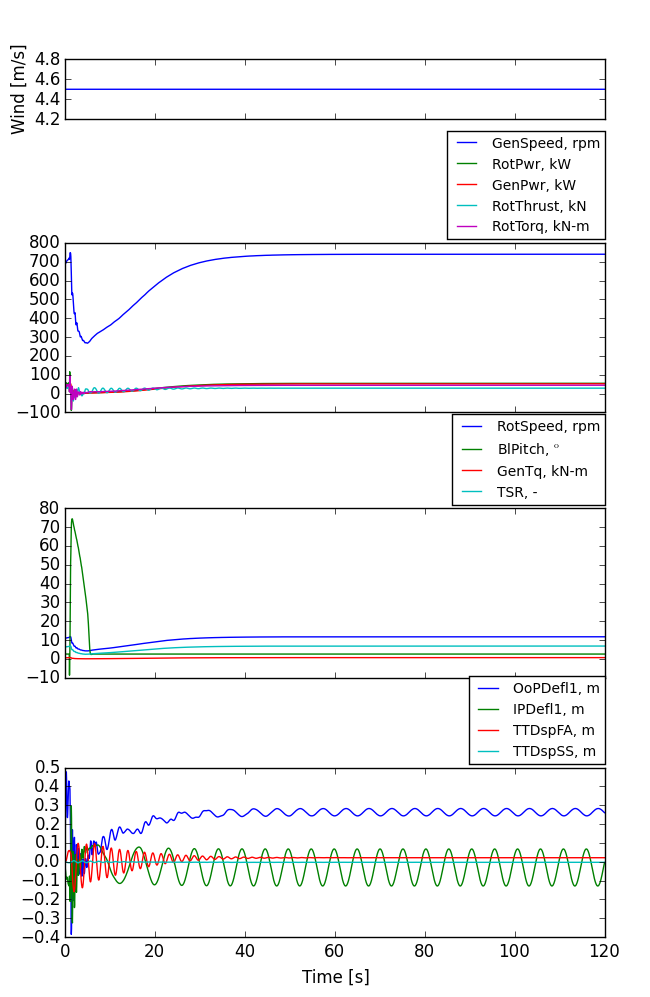 Wind [m/s]
4.8
4.6
4.4
4.2
GenSpeed, rpm
RotPwr, kW
GenPwr, kW
RotThrust, kN
RotTorq, kN-m
800
700
600
500
400
300
200
100
0
−100
RotSpeed, rpm
BlPitch, °
GenTq, kN-m
TSR, -
80
70
60
50
40
30
20
10
0
−10
OoPDefl1, m
IPDefl1, m
TTDspFA, m
TTDspSS, m
0.5
0.4
0.3
0.2
0.1
0.0
−0.1
−0.2
−0.3
−0.4
0 20 40 60 80 100 120
Time [s]